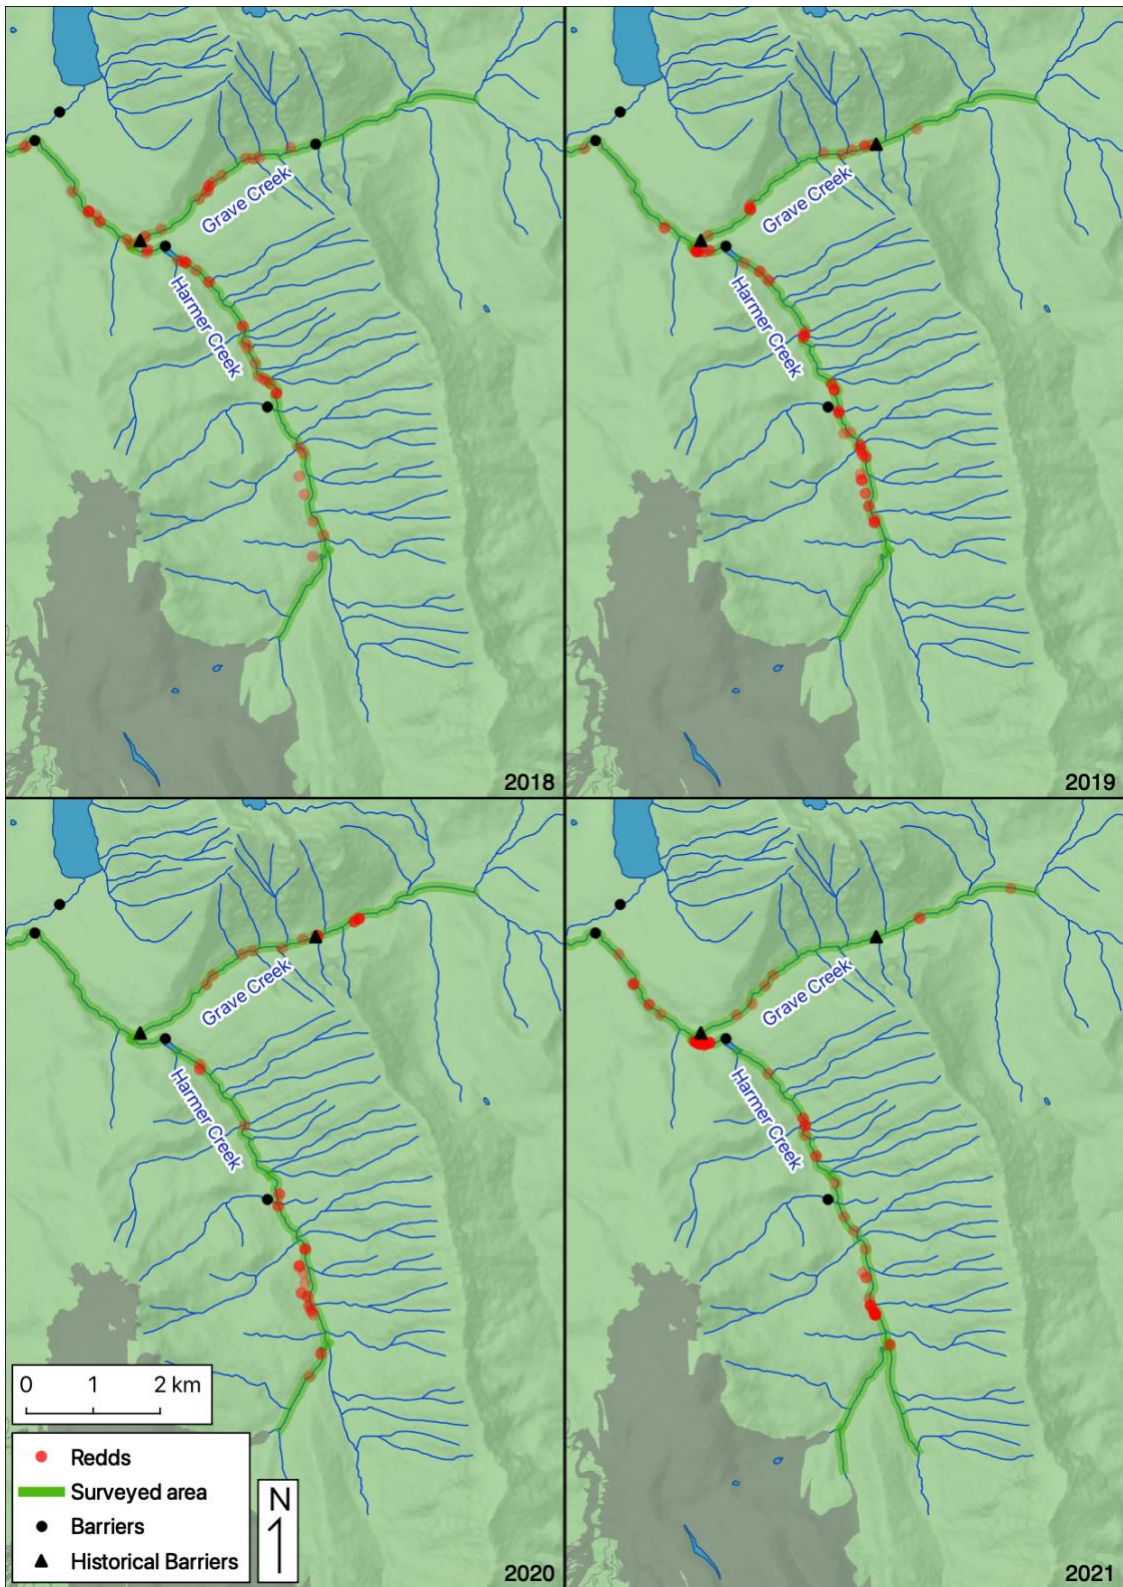 Grave Creek
Harmer Creek
2018
Grave Creek
Harmer Creek
2019
Grave Creek
Harmer Creek
0 1 2 km
Redds
Surveyed area
Barriers
Historical Barriers
N
2020
Grave Creek
Harmer Creek
2021